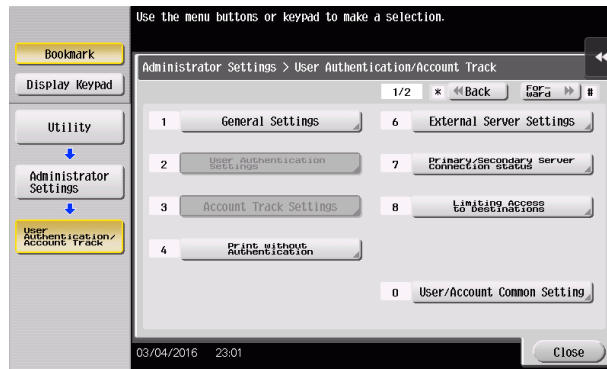 Use the menu buttons or keypad to make a selection.
Bookmark
Display Keypad
Utility
Administrator
Settings
User
Authentication/
Account Track
Administrator Settings > User Authentication/Account Track
1/2 * Back For-
ward #
1 General Settings
2 User Authentication
Settings
3 Account Track Settings
4 Print without
Authentication
6 External Server Settings
7 Primary/Secondary Server
Connection status
8 Limiting Access
to Destinations
0 User/Account Common Setting
03/04/2016 23:01
Close